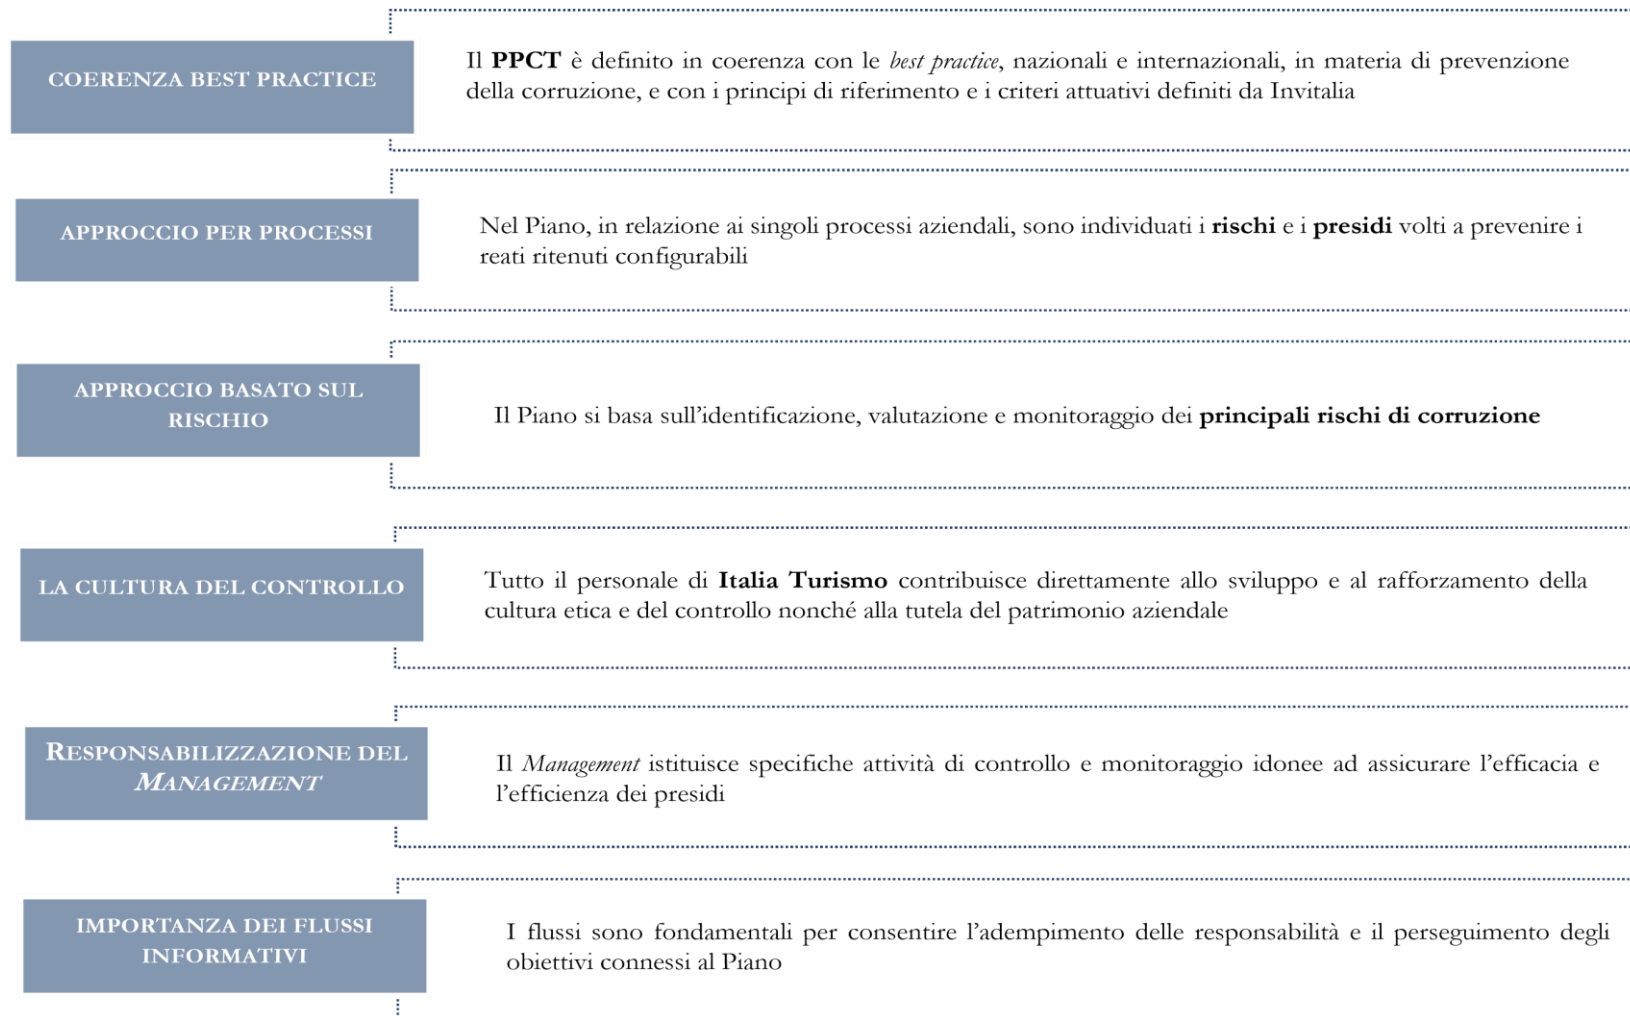 COERENZA BEST PRACTICE
Il PPCT è definito in coerenza con le best practice, nazionali e internazionali, in materia di prevenzione
della corruzione, e con i principi di riferimento e i criteri attuativi definiti da Invitalia
APPROCCIO PER PROCESSI
Nel Piano, in relazione ai singoli processi aziendali, sono individuati i rischi e i presidi volti a prevenire i
reati ritenuti configurabili
APPROCCIO BASATO SUL
RISCHIO
Il Piano si basa sull’identificazione, valutazione e monitoraggio dei principali rischi di corruzione
LA CULTURA DEL CONTROLLO
Tutto il personale di Italia Turismo contribuisce direttamente allo sviluppo e al rafforzamento della
cultura etica e del controllo nonché alla tutela del patrimonio aziendale
RESPONSABILIZZAZIONE DEL
MANAGEMENT
Il Management istituisce specifiche attività di controllo e monitoraggio idonee ad assicurare l’efficacia e
l’efficienza dei presidi
IMPORTANZA DEI FLUSSI
INFORMATIVI
I flussi sono fondamentali per consentire l’adempimento delle responsabilità e il perseguimento degli
obiettivi connessi al Piano